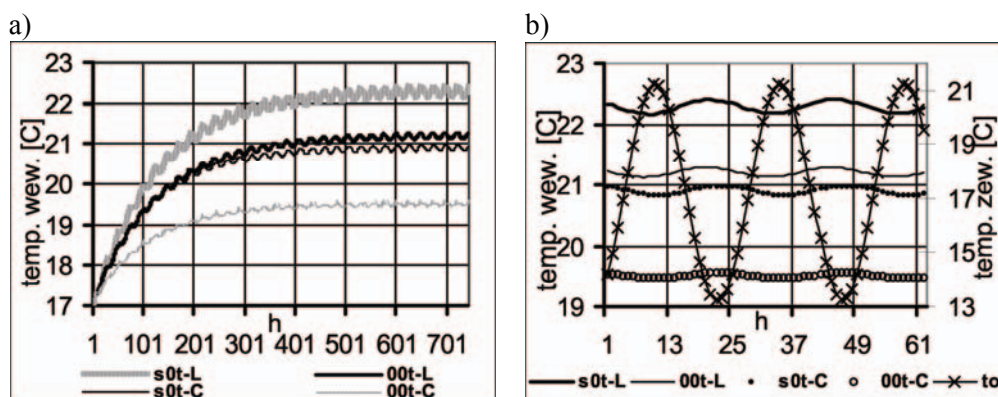 a)
b)
23
22
21
20
19
18
17
temp. wew. [C]
h
1 101 201 301 401 501 601 701
s0t-L 00t-L
s0t-C 00t-C
23
22
21
20
19
temp. wew. [C]
21
19
17
15
13
temp. zew. [C]
h
1 13 25 37 49 61
s0t-L 00t-L s0t-C 00t-C to